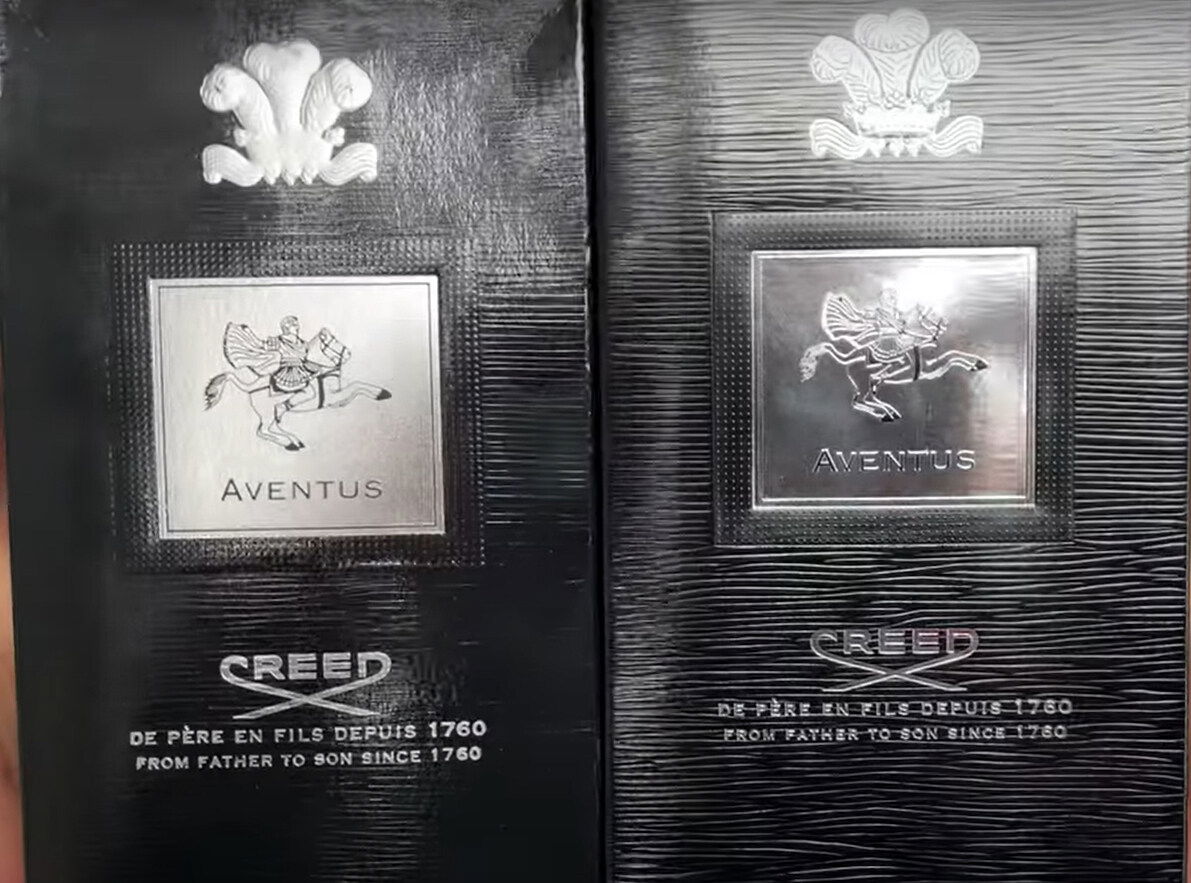 AVENTUS
CREED
DE PÈRE EN FILS DEPUIS 1760
FROM FATHER TO SON SINCE 1760
AVENTUS
CREED
DE PÈRE EN FILS DEPUIS 1760
FROM FATHER TO SON SINCE 1760